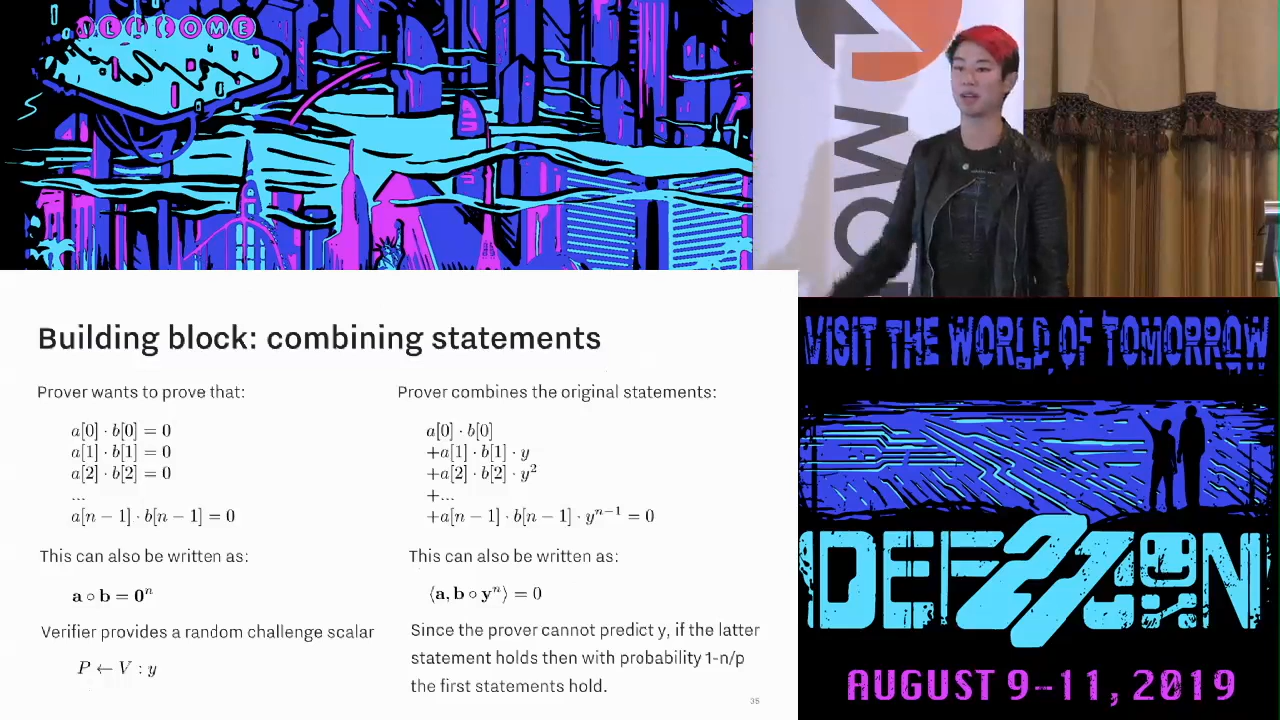 WELCOME
MO
Building block: combining statements
Prover wants to prove that:
a[0] · b[0] = 0
a[1] · b[1] = 0
a[2] · b[2] = 0
...
a[n − 1] · b[n − 1] = 0
This can also be written as:
a ∘ b = 0ⁿ
Verifier provides a random challenge scalar
P ← V : y
Prover combines the original statements:
a[0] · b[0]
+a[1] · b[1] · y
+a[2] · b[2] · y²
+...
+a[n − 1] · b[n − 1] · yⁿ⁻¹ = 0
This can also be written as:
⟨a, b ∘ yⁿ⟩ = 0
Since the prover cannot predict y, if the latter
statement holds then with probability 1-n/p
the first statements hold.
35
VISIT THE WORLD OF TOMORROW
DEF 27 CON
AUGUST 9-11, 2019